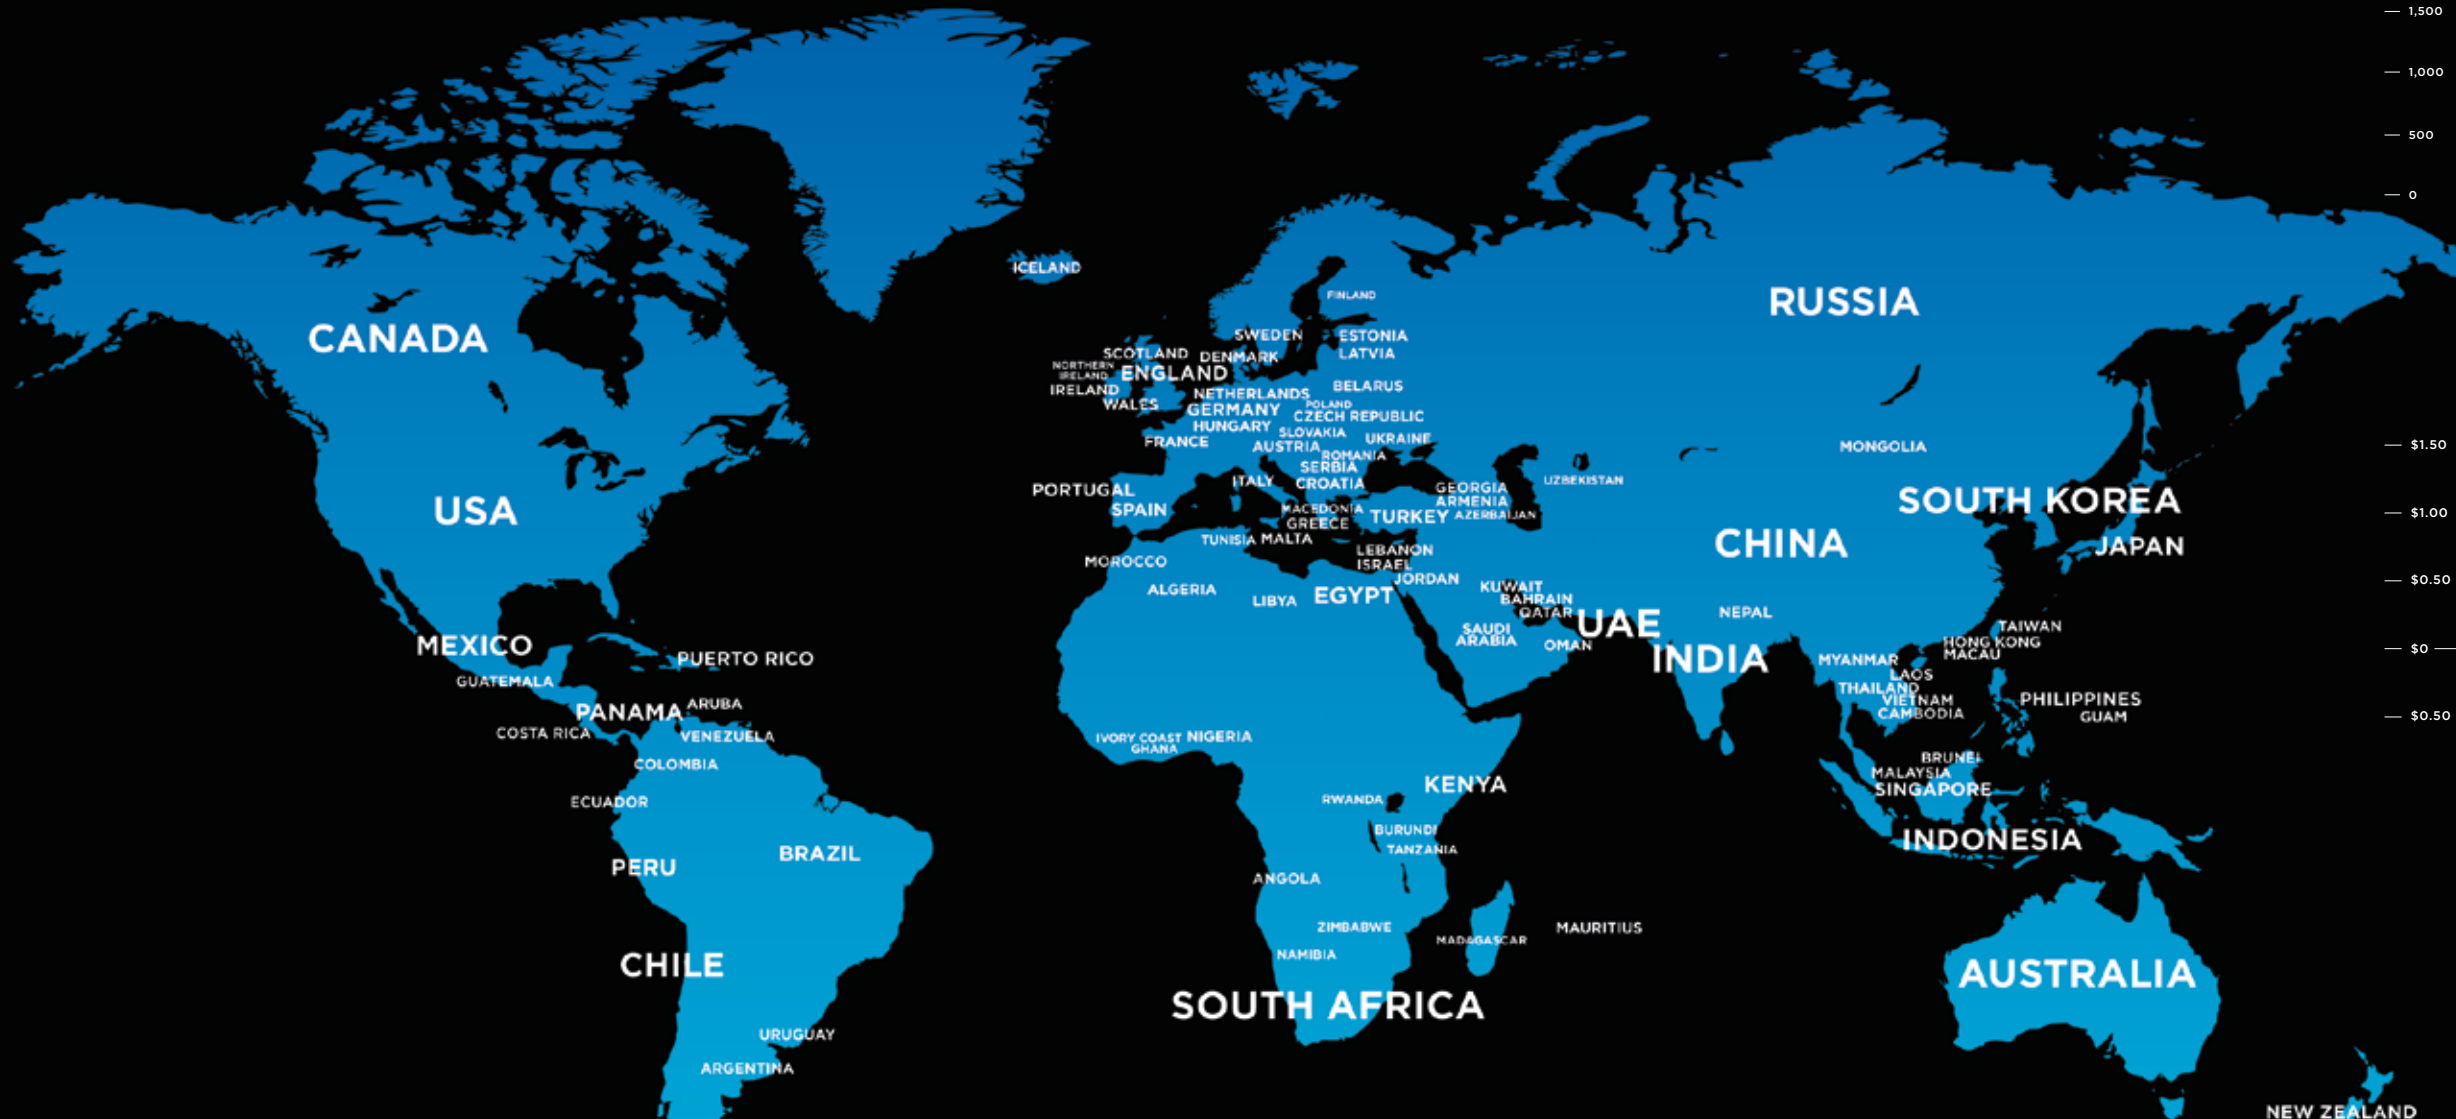 1,500
1,000
500
0
ICELAND
FINLAND
RUSSIA
CANADA
SWEDEN
ESTONIA
SCOTLAND
DENMARK
LATVIA
NORTHERN
IRELAND
ENGLAND
IRELAND
BELARUS
NETHERLANDS
WALES
POLAND
GERMANY
CZECH REPUBLIC
HUNGARY
SLOVAKIA
FRANCE
UKRAINE
AUSTRIA
ROMANIA
MONGOLIA
$1.50
SERBIA
ITALY
CROATIA
UZBEKISTAN
PORTUGAL
GEORGIA
SPAIN
ARMENIA
SOUTH KOREA
USA
MACEDONIA
TURKEY
AZERBAIJAN
$1.00
GREECE
TUNISIA
MALTA
CHINA
JAPAN
LEBANON
MOROCCO
ISRAEL
JORDAN
$0.50
ALGERIA
LIBYA
EGYPT
KUWAIT
BAHRAIN
QATAR
UAE
NEPAL
SAUDI
ARABIA
OMAN
TAIWAN
HONG KONG
MACAU
MEXICO
PUERTO RICO
INDIA
MYANMAR
$0
GUATEMALA
LAOS
THAILAND
VIETNAM
CAMBODIA
PHILIPPINES
GUAM
PANAMA
ARUBA
$0.50
COSTA RICA
VENEZUELA
IVORY COAST
NIGERIA
GHANA
COLOMBIA
BRUNEI
MALAYSIA
SINGAPORE
KENYA
ECUADOR
RWANDA
BURUNDI
INDONESIA
TANZANIA
BRAZIL
PERU
ANGOLA
ZIMBABWE
MAURITIUS
MADAGASCAR
NAMIBIA
CHILE
AUSTRALIA
SOUTH AFRICA
URUGUAY
ARGENTINA
NEW ZEALAND